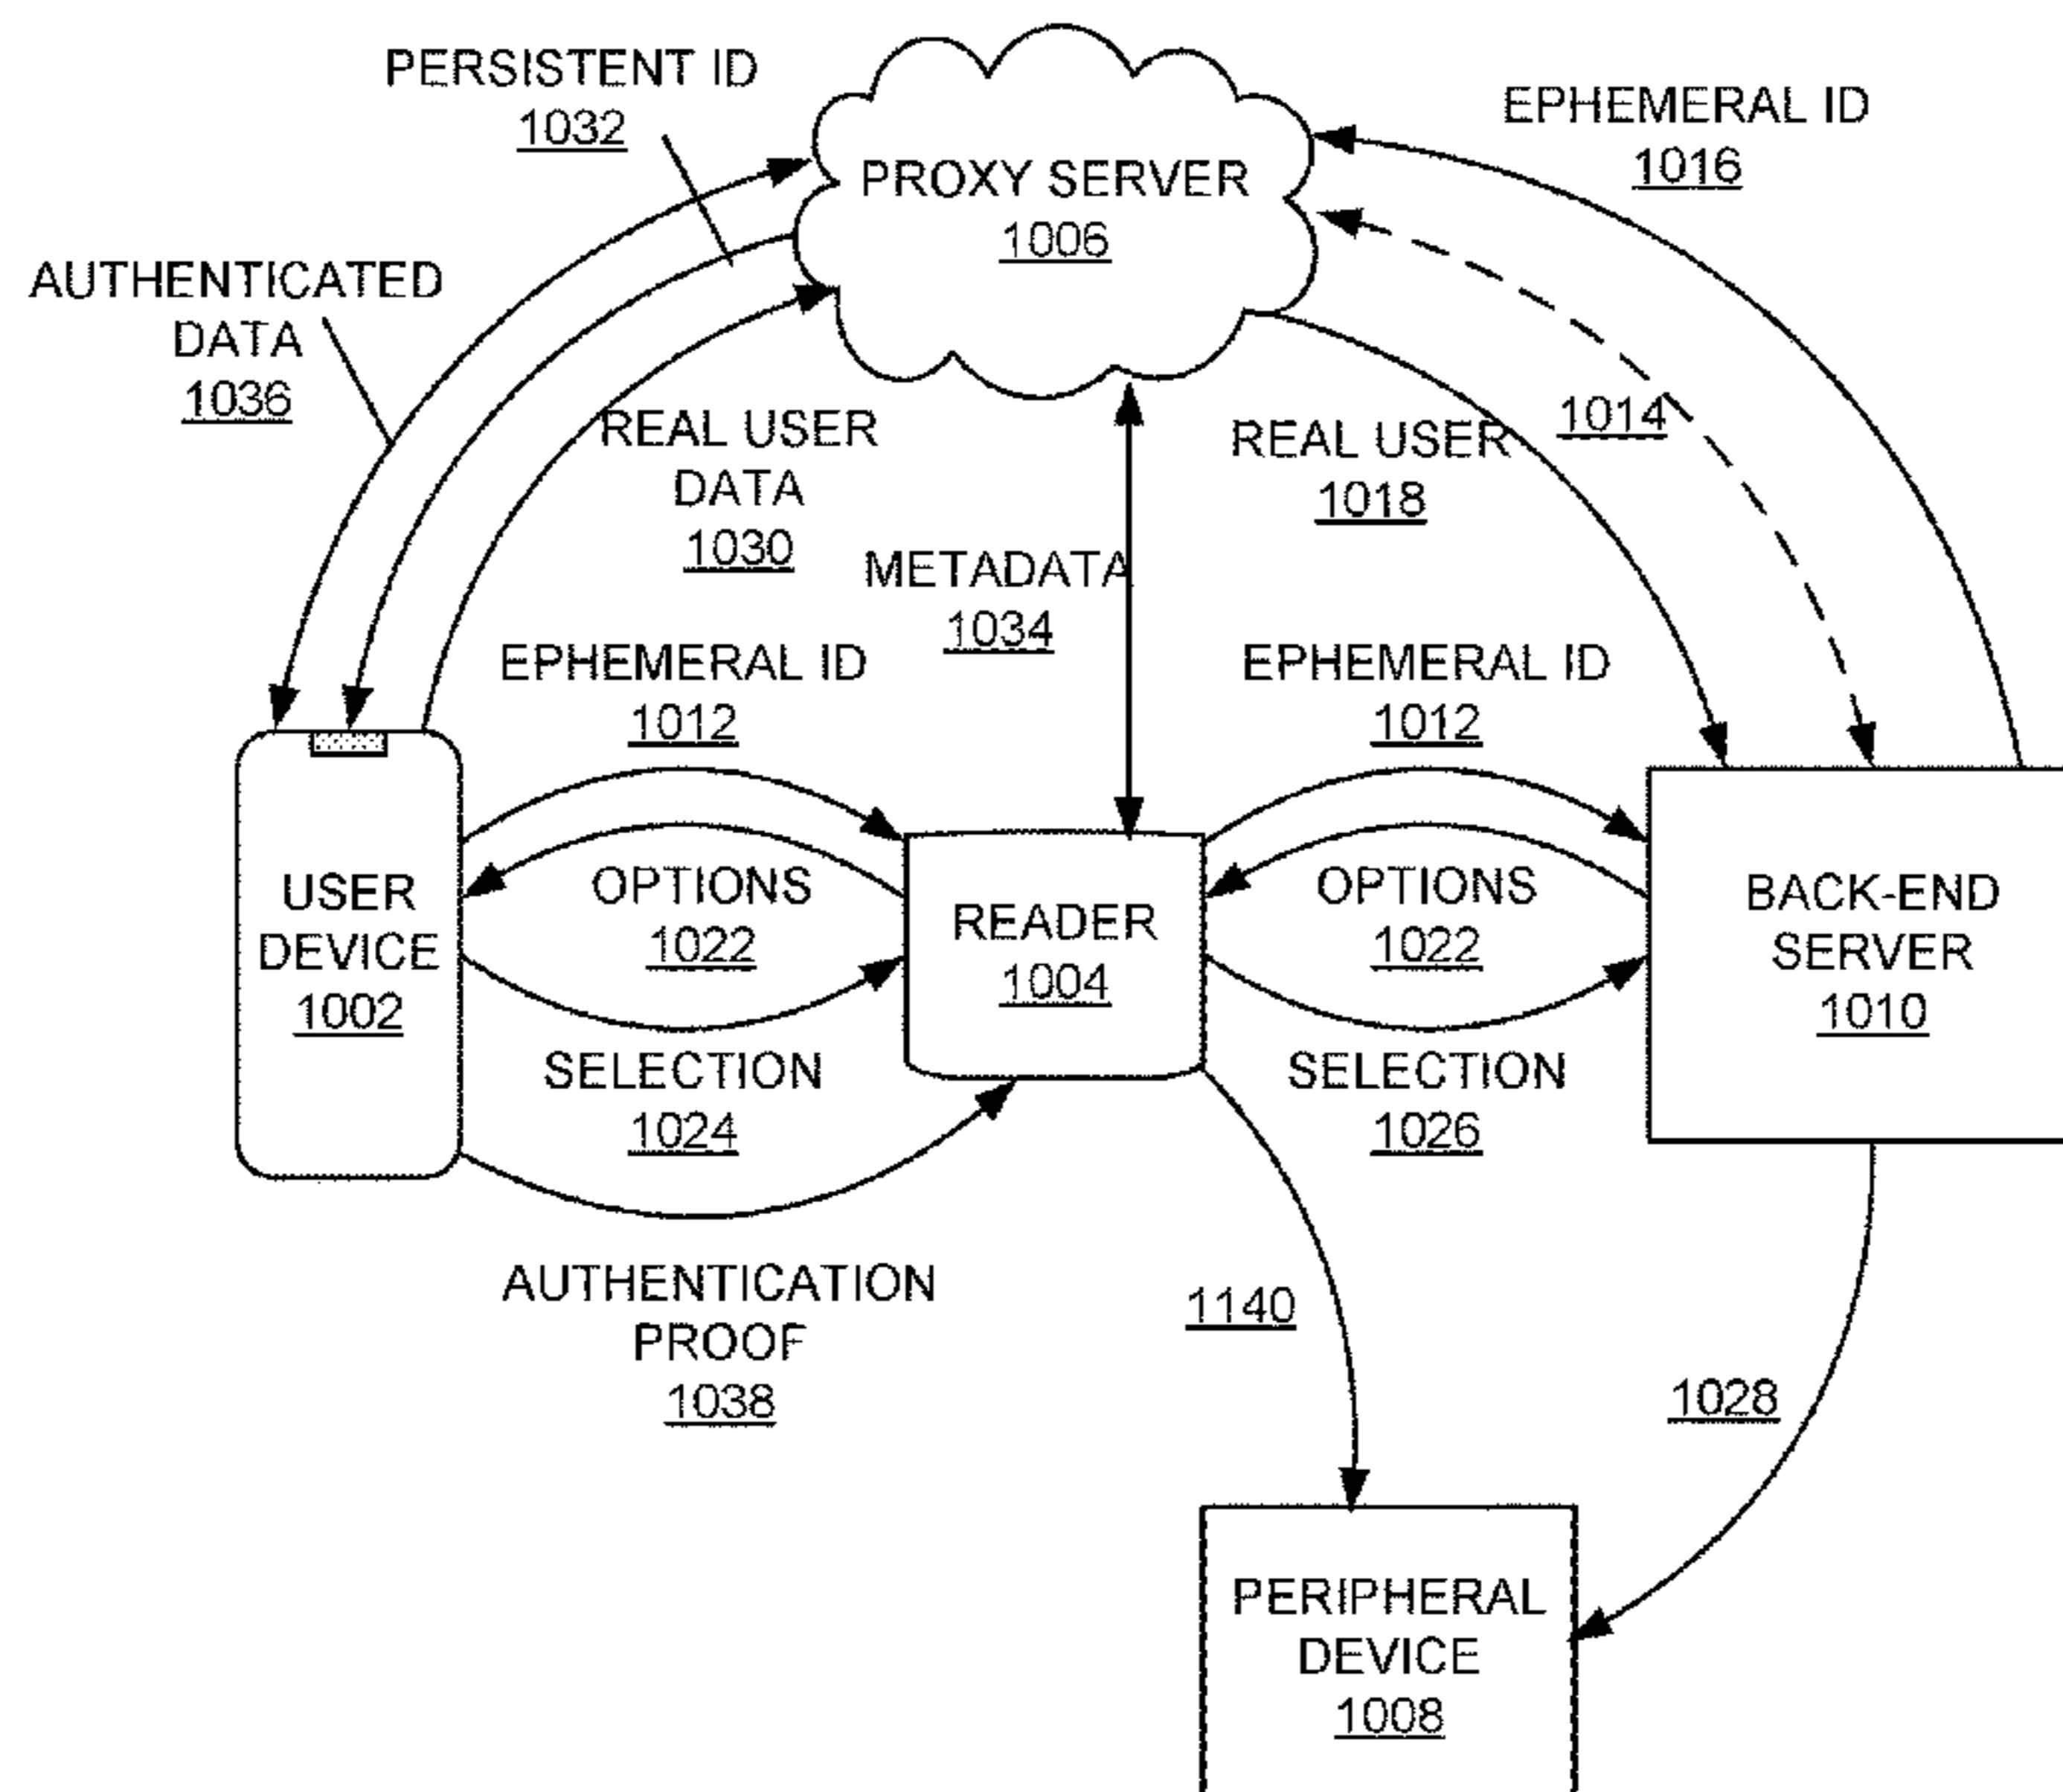 PERSISTENT ID
1032
EPHEMERAL ID
1016
PROXY SERVER
1006
AUTHENTICATED
DATA
1036
REAL USER
DATA
1030
REAL USER
1018
1014
METADATA
1034
EPHEMERAL ID
1012
EPHEMERAL ID
1012
USER
DEVICE
1002
OPTIONS
1022
READER
1004
OPTIONS
1022
BACK-END
SERVER
1010
SELECTION
1024
SELECTION
1026
AUTHENTICATION
PROOF
1038
1140
1028
PERIPHERAL
DEVICE
1008